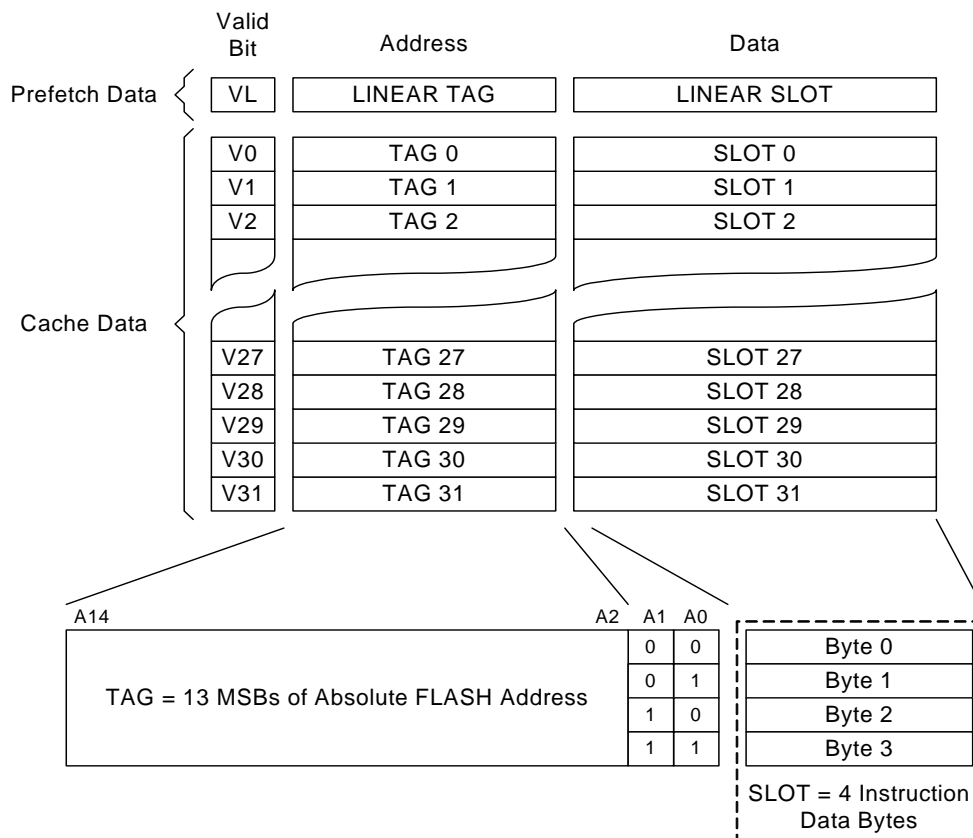 Valid
Bit
Address
Data
Prefetch Data
VL
LINEAR TAG
LINEAR SLOT
V0
TAG 0
SLOT 0
V1
TAG 1
SLOT 1
V2
TAG 2
SLOT 2
Cache Data
V27
TAG 27
SLOT 27
V28
TAG 28
SLOT 28
V29
TAG 29
SLOT 29
V30
TAG 30
SLOT 30
V31
TAG 31
SLOT 31
A14
A2
A1
A0
TAG = 13 MSBs of Absolute FLASH Address
0
0
Byte 0
0
1
Byte 1
1
0
Byte 2
1
1
Byte 3
SLOT = 4 Instruction
Data Bytes